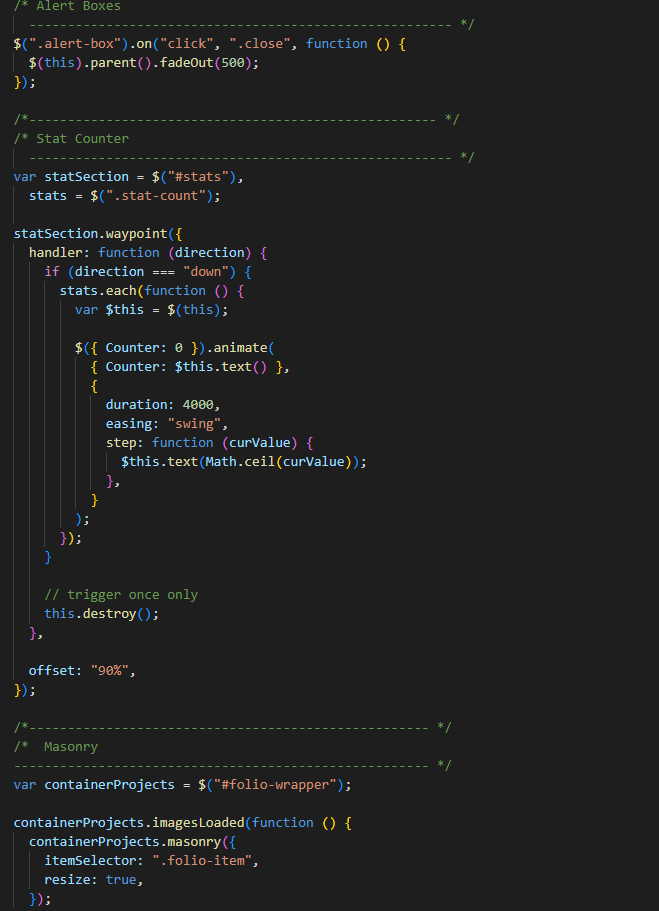 /* Alert Boxes
  ------------------------------------------------------- */
$(".alert-box").on("click", ".close", function () {
  $(this).parent().fadeOut(500);
});

/*----------------------------------------------------- */
/* Stat Counter
  ------------------------------------------------------- */
var statSection = $("#stats"),
  stats = $(".stat-count");

statSection.waypoint({
  handler: function (direction) {
    if (direction === "down") {
      stats.each(function () {
        var $this = $(this);

        $({ Counter: 0 }).animate(
          { Counter: $this.text() },
          {
            duration: 4000,
            easing: "swing",
            step: function (curValue) {
              $this.text(Math.ceil(curValue));
            },
          }
        );
      });
    }

    // trigger once only
    this.destroy();
  },

  offset: "90%",
});

/*---------------------------------------------------- */
/*  Masonry
------------------------------------------------------ */
var containerProjects = $("#folio-wrapper");

containerProjects.imagesLoaded(function () {
  containerProjects.masonry({
    itemSelector: ".folio-item",
    resize: true,
  });